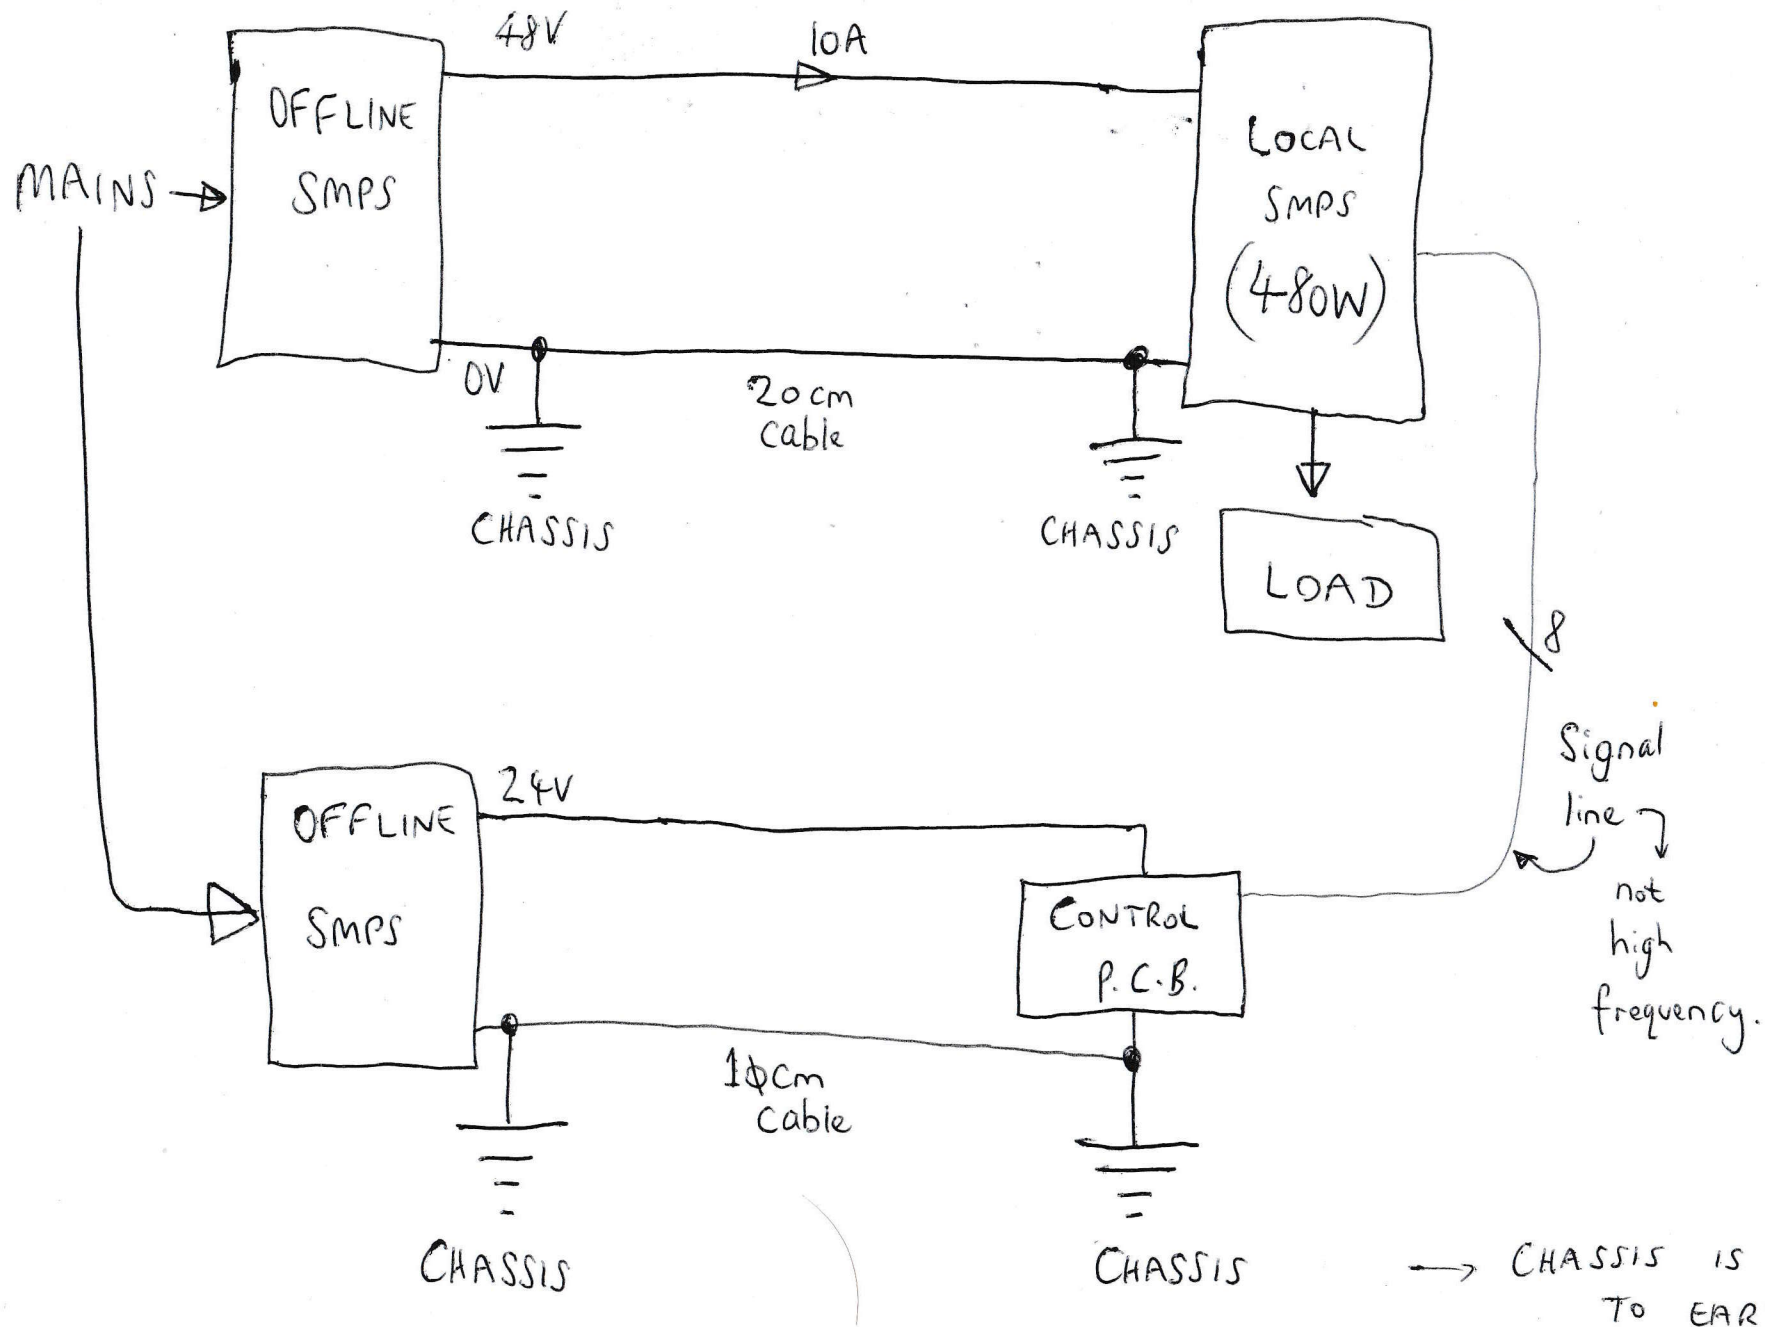 48V
10A
OFFLINE
SMPS
MAINS
LOCAL
SMPS
(480W)
0V
20cm
Cable
CHASSIS
CHASSIS
LOAD
8
Signal
line
not
high
frequency.
24V
OFFLINE
SMPS
CONTROL
P.C.B.
10cm
Cable
CHASSIS
CHASSIS
CHASSIS IS
TO EAR